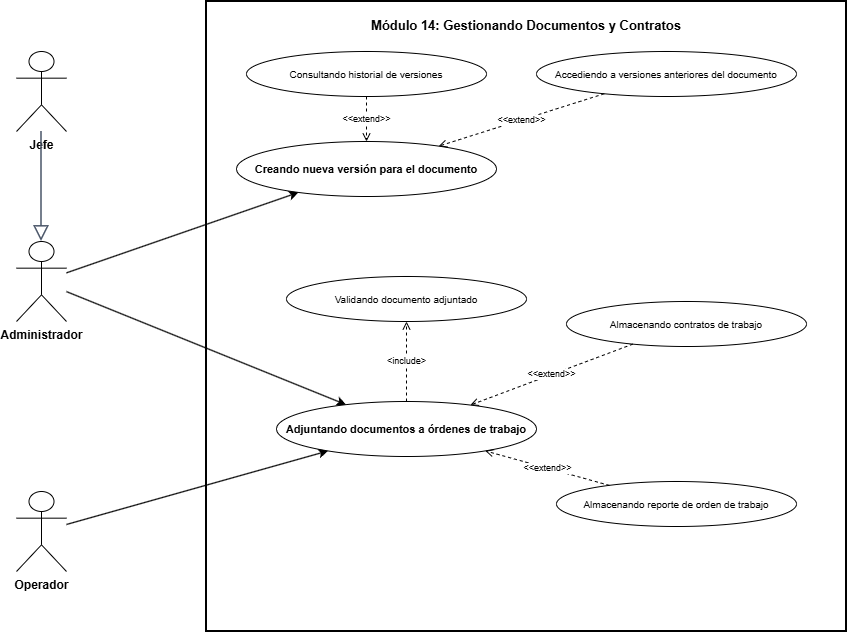 Módulo 14: Gestionando Documentos y Contratos
Consultando historial de versiones
Accediendo a versiones anteriores del documento
<<extend>>
<<extend>>
Jefe
Creando nueva versión para el documento
Validando documento adjuntado
Administrador
Almacenando contratos de trabajo
<include>
<<extend>>
Adjuntando documentos a órdenes de trabajo
<<extend>>
Almacenando reporte de orden de trabajo
Operador